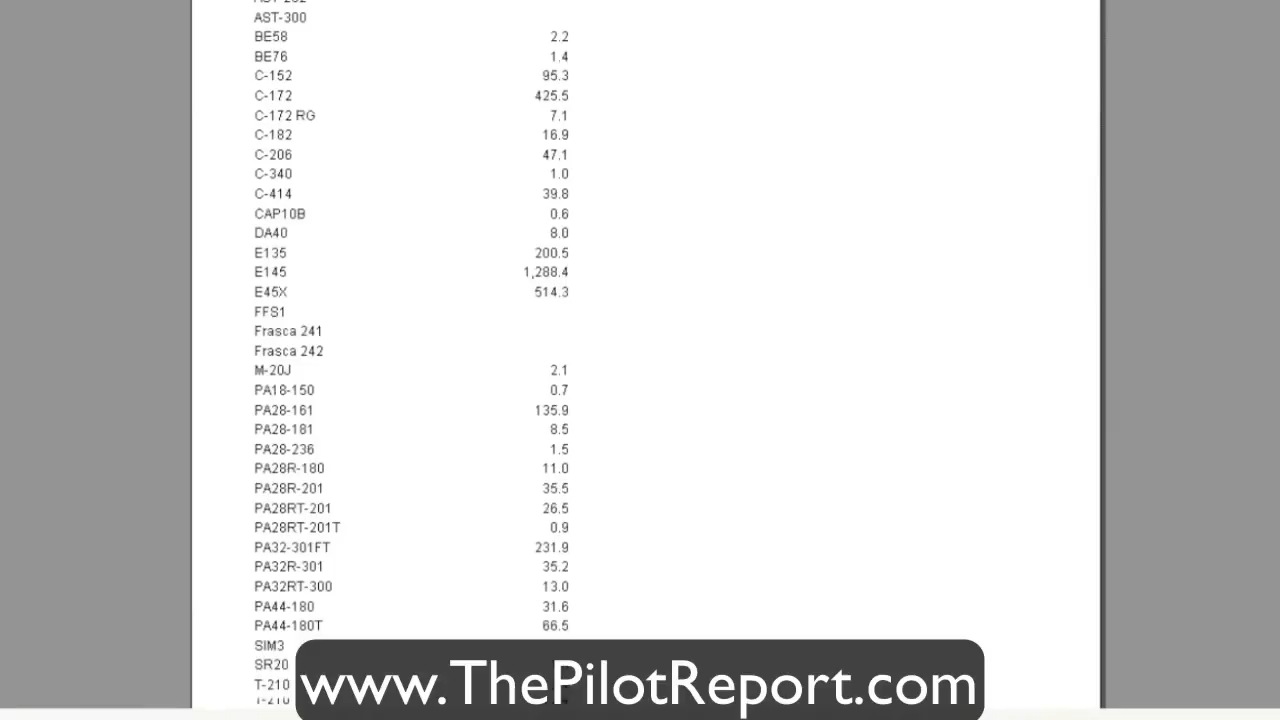 AST-300
BE58 2.2
BE76 1.4
C-152 95.3
C-172 425.5
C-172 RG 7.1
C-182 16.9
C-206 47.1
C-340 1.0
C-414 39.8
CAP10B 0.6
DA40 8.0
E135 200.5
E145 1,288.4
E45X 514.3
FFS1
Frasca 241
Frasca 242
M-20J 2.1
PA18-150 0.7
PA28-161 135.9
PA28-181 8.5
PA28-236 1.5
PA28R-180 11.0
PA28R-201 35.5
PA28RT-201 26.5
PA28RT-201T 0.9
PA32-301FT 231.9
PA32R-301 35.2
PA32RT-300 13.0
PA44-180 31.6
PA44-180T 66.5
SIM3
SR20
T-210
www.ThePilotReport.com